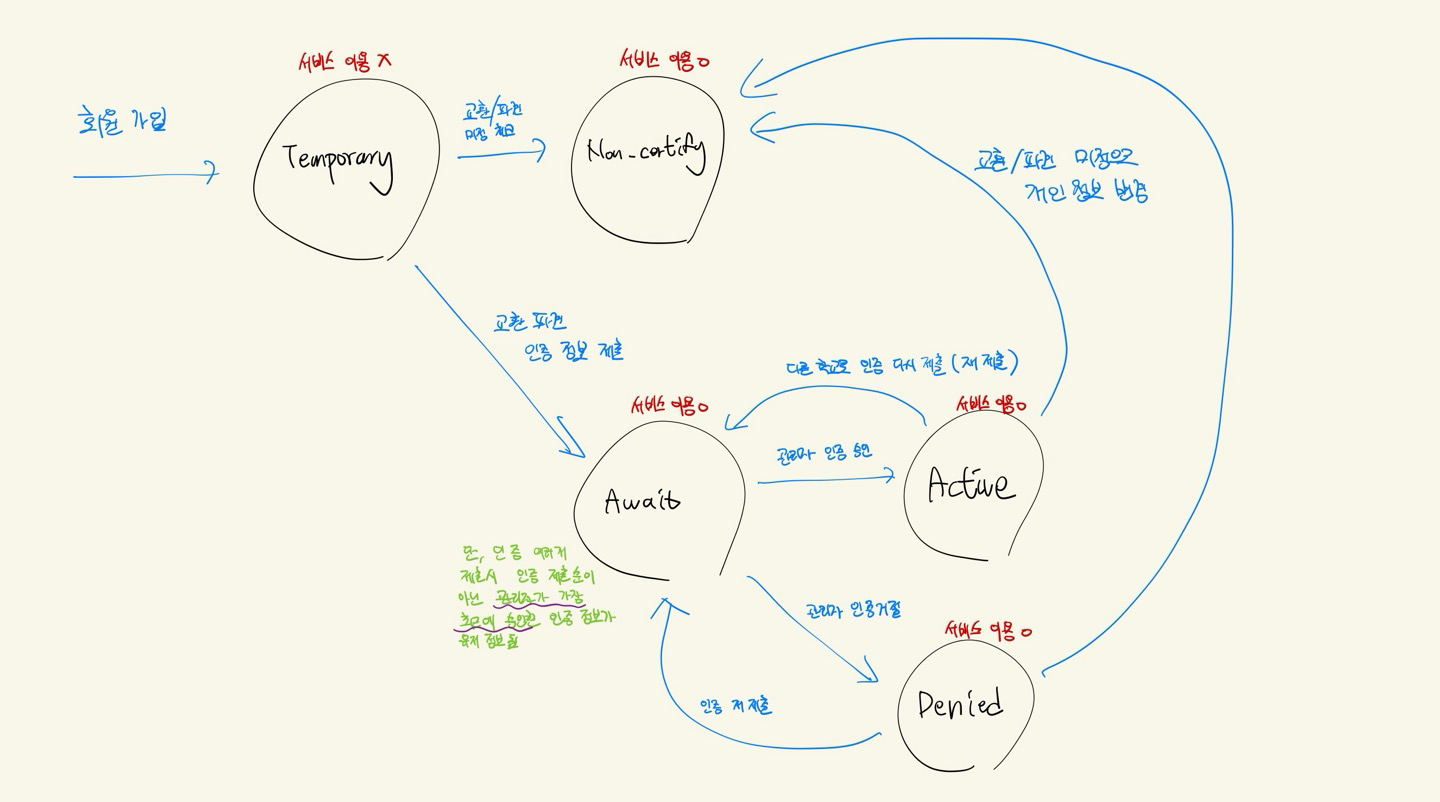 서비스 이용 X
서비스 이용 O
회원 가입
교환/파견
미정 체크
Temporary
Non-certify
교환/파견 미정으로
개인 정보 변경
교환 파견
인증 정보 제출
다른 학교로 인증 다시 제출 (재 제출)
서비스 이용 O
서비스 이용 O
관리자 인증 승인
Await
Active
또, 인증 여러개
제출시 인증 제출순이
아닌 관리자가 가장
최근에 승인한 인증 정보가
유저 정보 됨
관리자 인증거절
서비스 이용 O
인증 재 제출
Denied